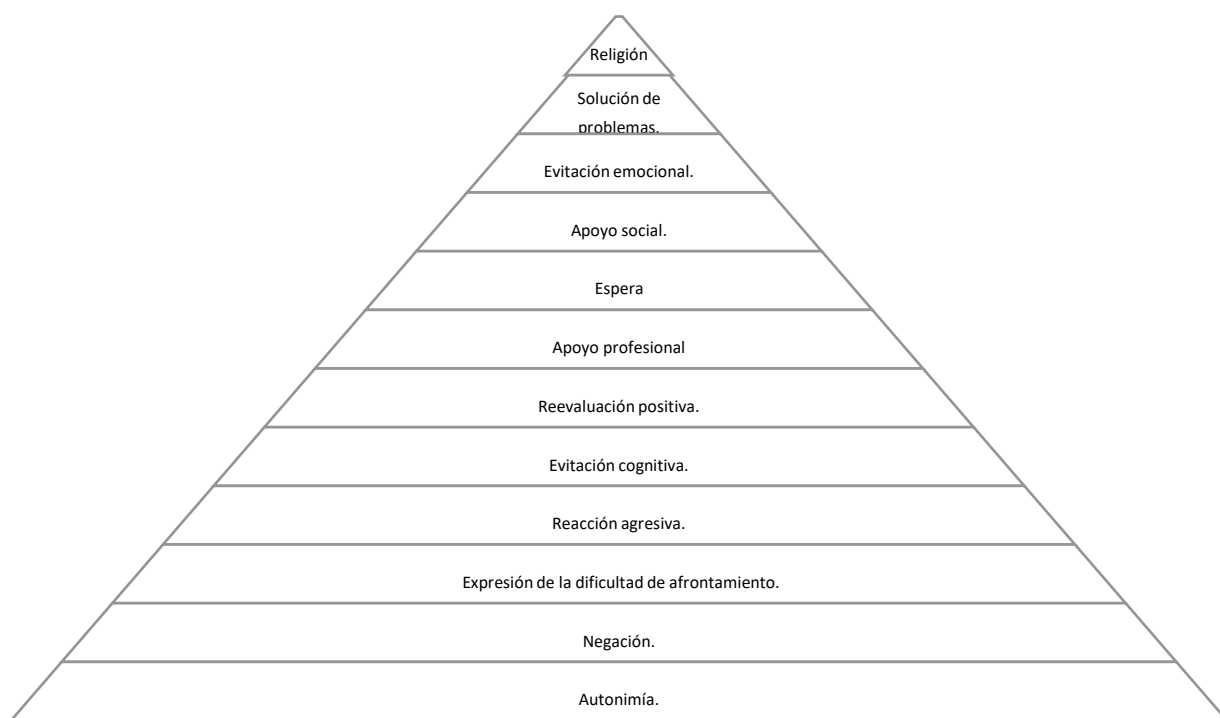 Religión
Solución de
problemas.
Evitación emocional.
Apoyo social.
Espera
Apoyo profesional
Reevaluación positiva.
Evitación cognitiva.
Reacción agresiva.
Expresión de la dificultad de afrontamiento.
Negación.
Autonimía.